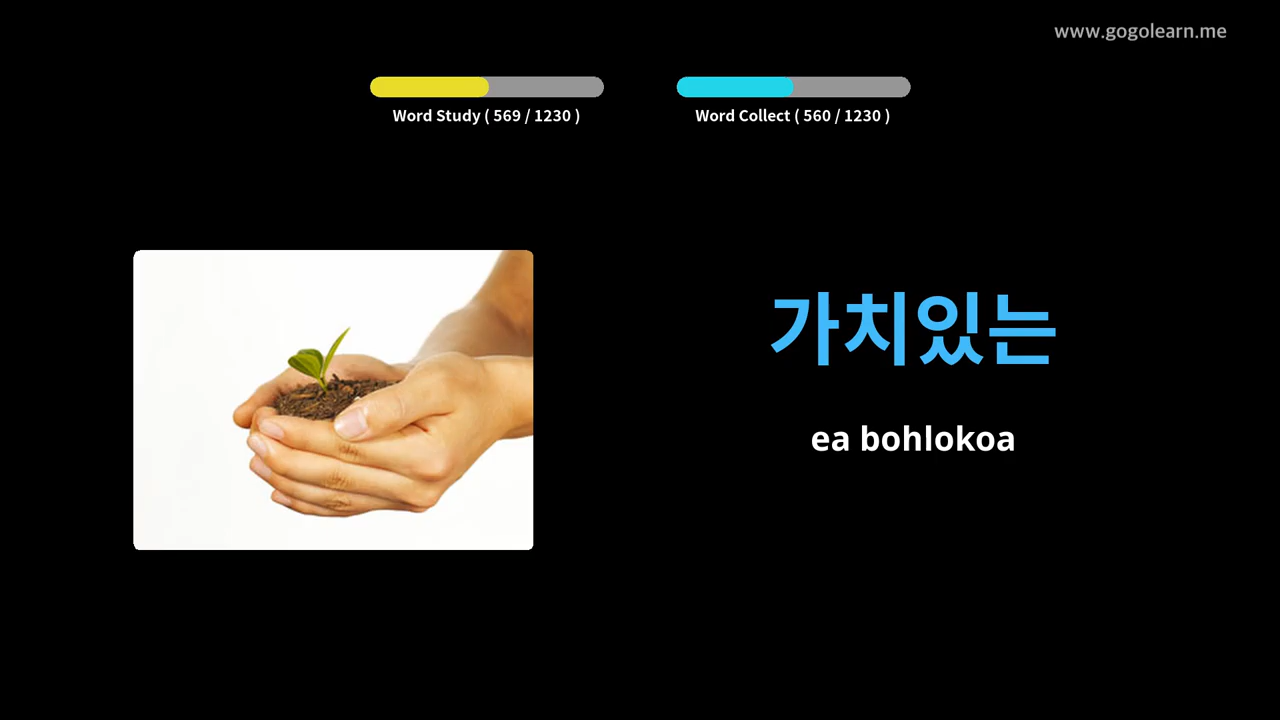 www.gogolearn.me
Word Study ( 569 / 1230 )
Word Collect ( 560 / 1230 )
가치있는
ea bohlokoa